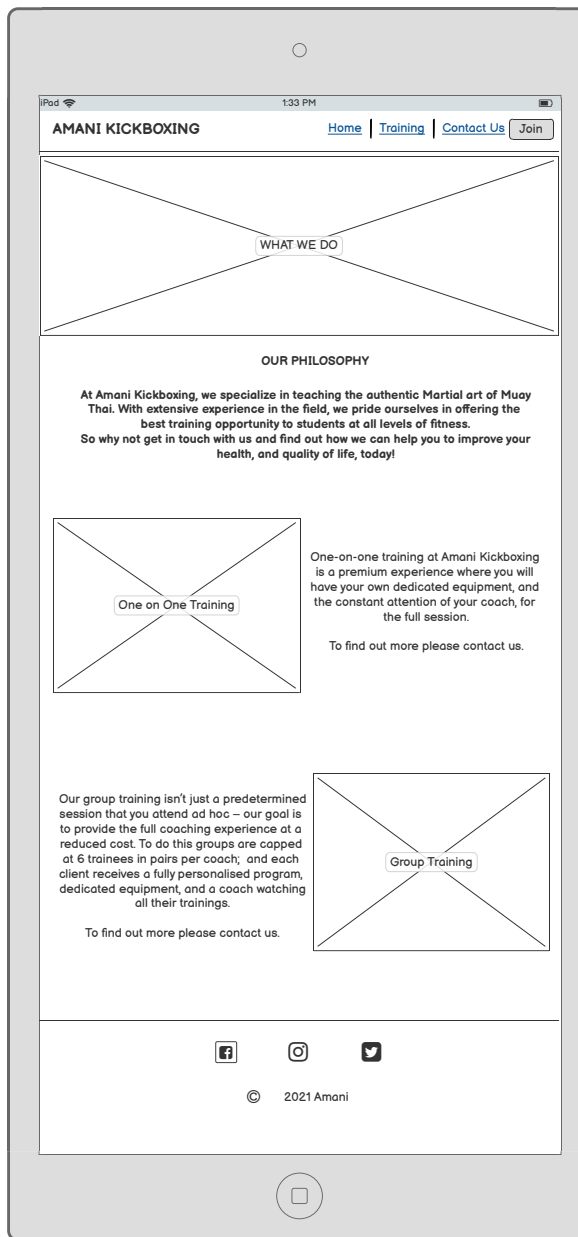 iPad 1:33 PM
AMANI KICKBOXING Home Training Contact Us Join
WHAT WE DO
OUR PHILOSOPHY
At Amani Kickboxing, we specialize in teaching the authentic Martial art of Muay
Thai. With extensive experience in the field, we pride ourselves in offering the
best training opportunity to students at all levels of fitness.
So why not get in touch with us and find out how we can help you to improve your
health, and quality of life, today!
One on One Training
One-on-one training at Amani Kickboxing
is a premium experience where you will
have your own dedicated equipment, and
the constant attention of your coach, for
the full session.
To find out more please contact us.
Our group training isn't just a predetermined
session that you attend ad hoc – our goal is
to provide the full coaching experience at a
reduced cost. To do this groups are capped
at 6 trainees in pairs per coach; and each
client receives a fully personalised program,
dedicated equipment, and a coach watching
all their trainings.
To find out more please contact us.
Group Training
© 2021 Amani